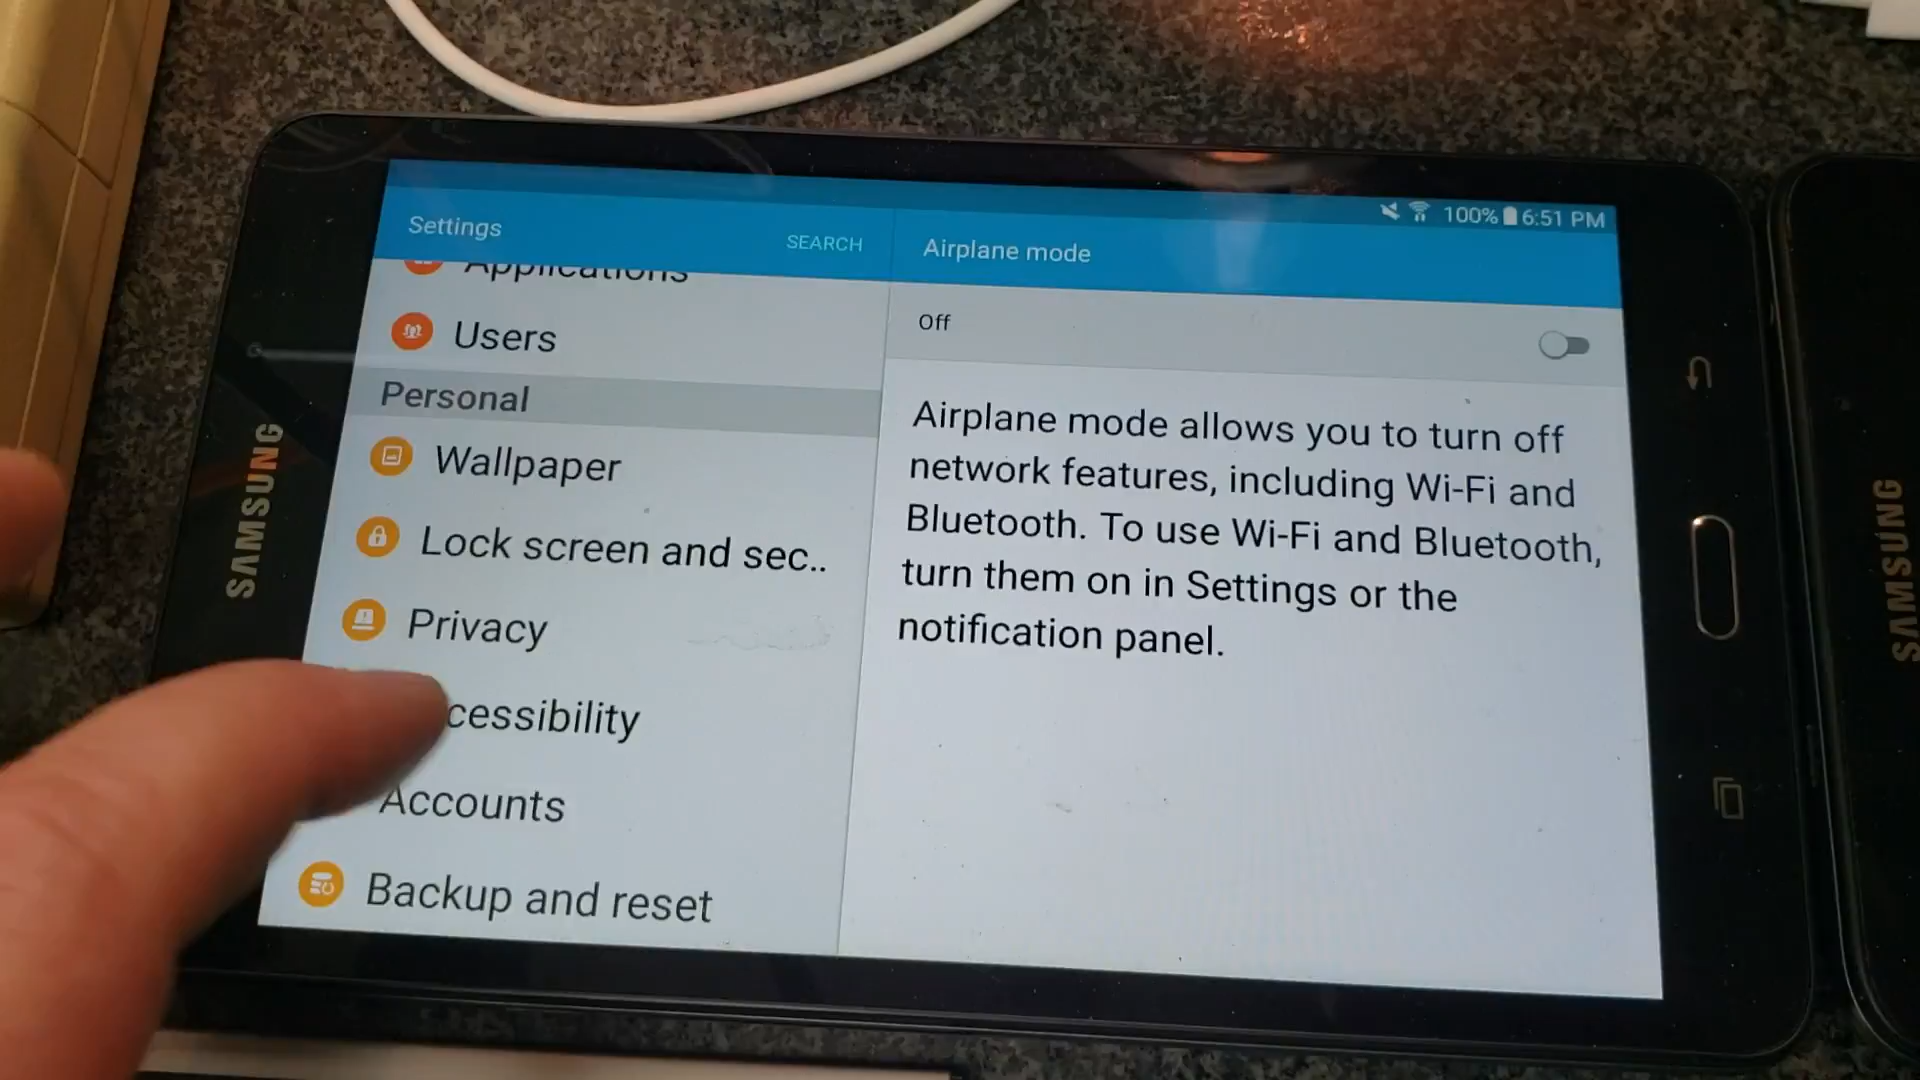 100% 6:51 PM
Settings
SEARCH
Applications
Users
Personal
Wallpaper
Lock screen and sec..
Privacy
cessibility
Accounts
Backup and reset
Airplane mode
Off
Airplane mode allows you to turn off
network features, including Wi-Fi and
Bluetooth. To use Wi-Fi and Bluetooth,
turn them on in Settings or the
notification panel.
SAMSUNG
SAMSUNG